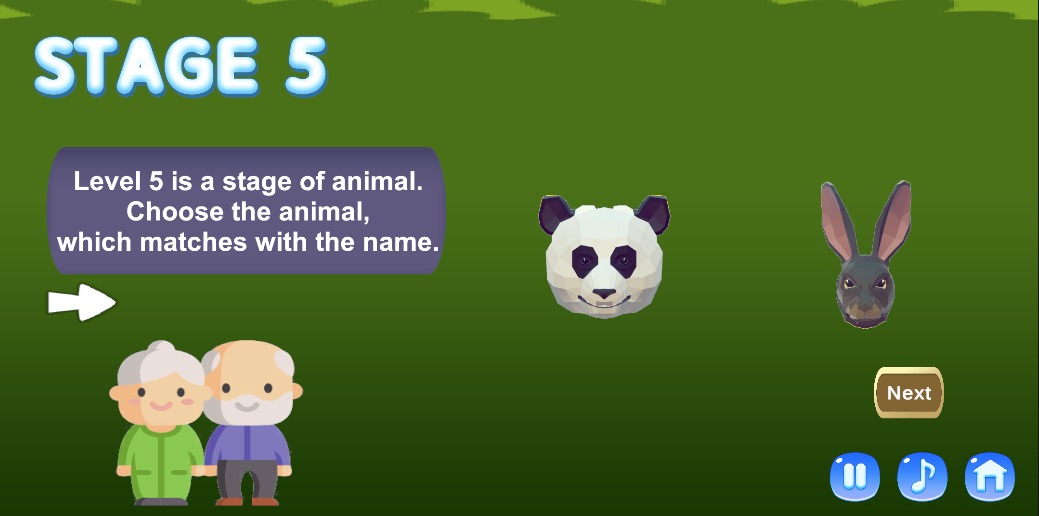 STAGE 5
Level 5 is a stage of animal.
Choose the animal,
which matches with the name.
Next